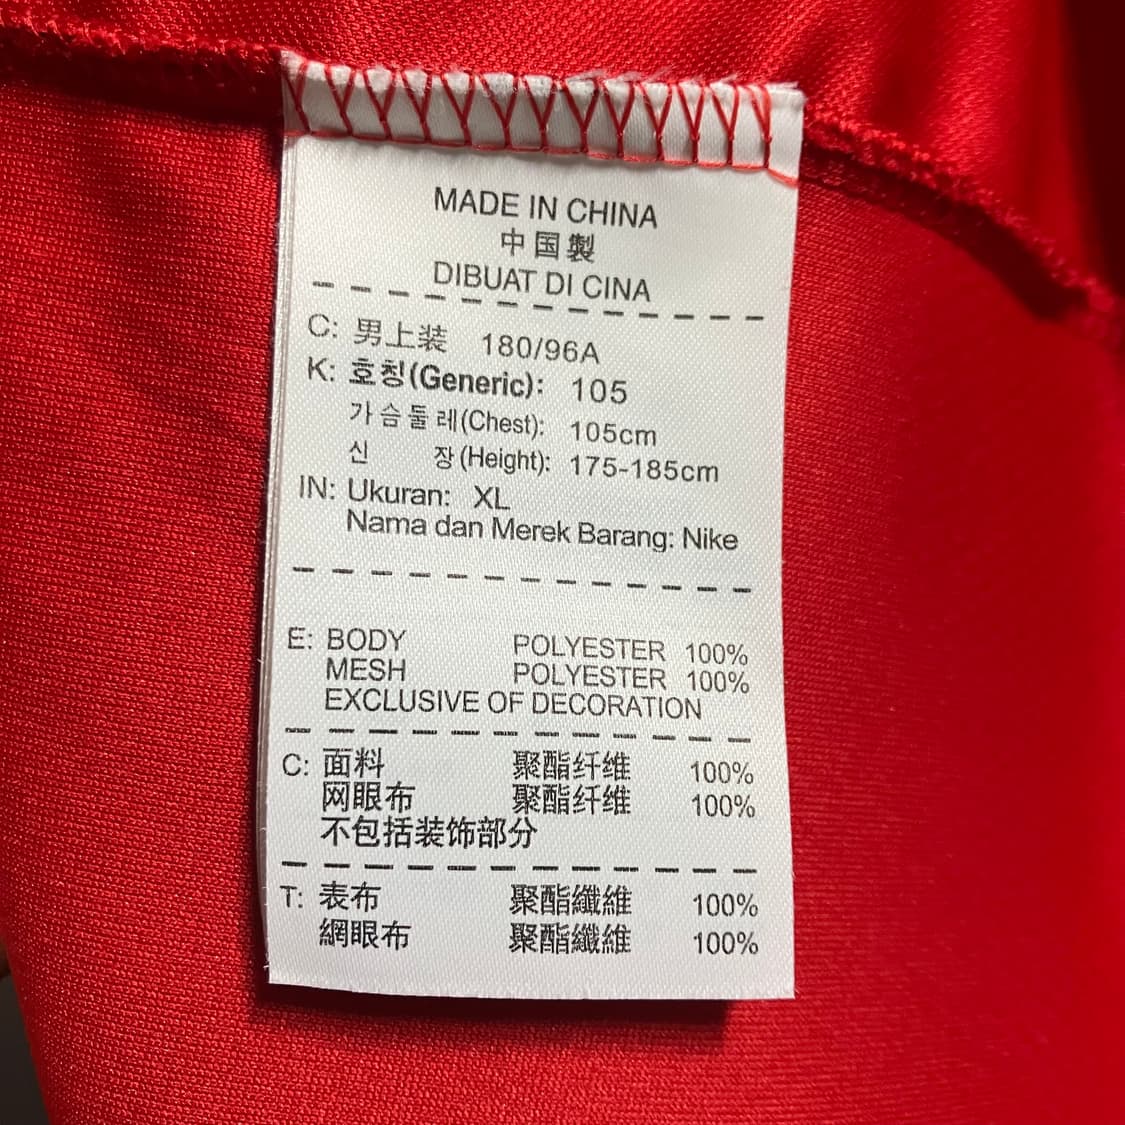 MADE IN CHINA
中国製
DIBUAT DI CINA
C: 男上装 180/96A
K: 호칭(Generic): 105
가슴둘레(Chest): 105cm
신 장(Height): 175-185cm
IN: Ukuran: XL
Nama dan Merek Barang: Nike
E: BODY POLYESTER 100%
MESH POLYESTER 100%
EXCLUSIVE OF DECORATION
C: 面料 聚酯纤维 100%
网眼布 聚酯纤维 100%
不包括装饰部分
T: 表布 聚酯纖維 100%
網眼布 聚酯纖維 100%